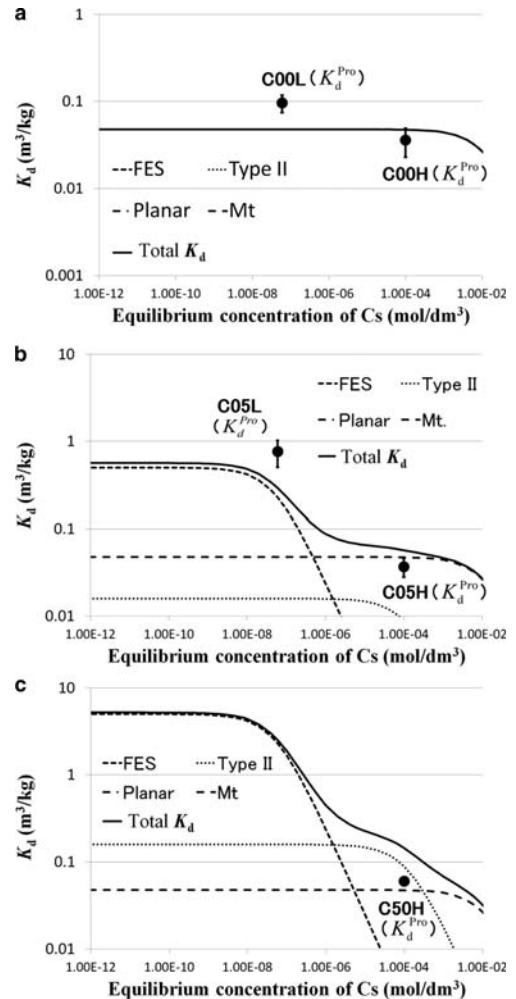 a
1
0.1
0.01
0.001
K_d (m³/kg)
C00L (K_d^Pro)
C00H (K_d^Pro)
FES Type II
Planar Mt
Total K_d
1.00E-12 1.00E-10 1.00E-08 1.00E-06 1.00E-04 1.00E-02
Equilibrium concentration of Cs (mol/dm³)
b
10
1
0.1
0.01
K_d (m³/kg)
C05L
(K_d^Pro)
FES Type II
Planar Mt.
Total K_d
C05H (K_d^Pro)
1.00E-12 1.00E-10 1.00E-08 1.00E-06 1.00E-04 1.00E-02
Equilibrium concentration of Cs (mol/dm³)
c
10
1
0.1
0.01
K_d (m³/kg)
FES Type II
Planar Mt
Total K_d
C50H
(K_d^Pro)
1.00E-12 1.00E-10 1.00E-08 1.00E-06 1.00E-04 1.00E-02
Equilibrium concentration of Cs (mol/dm³)